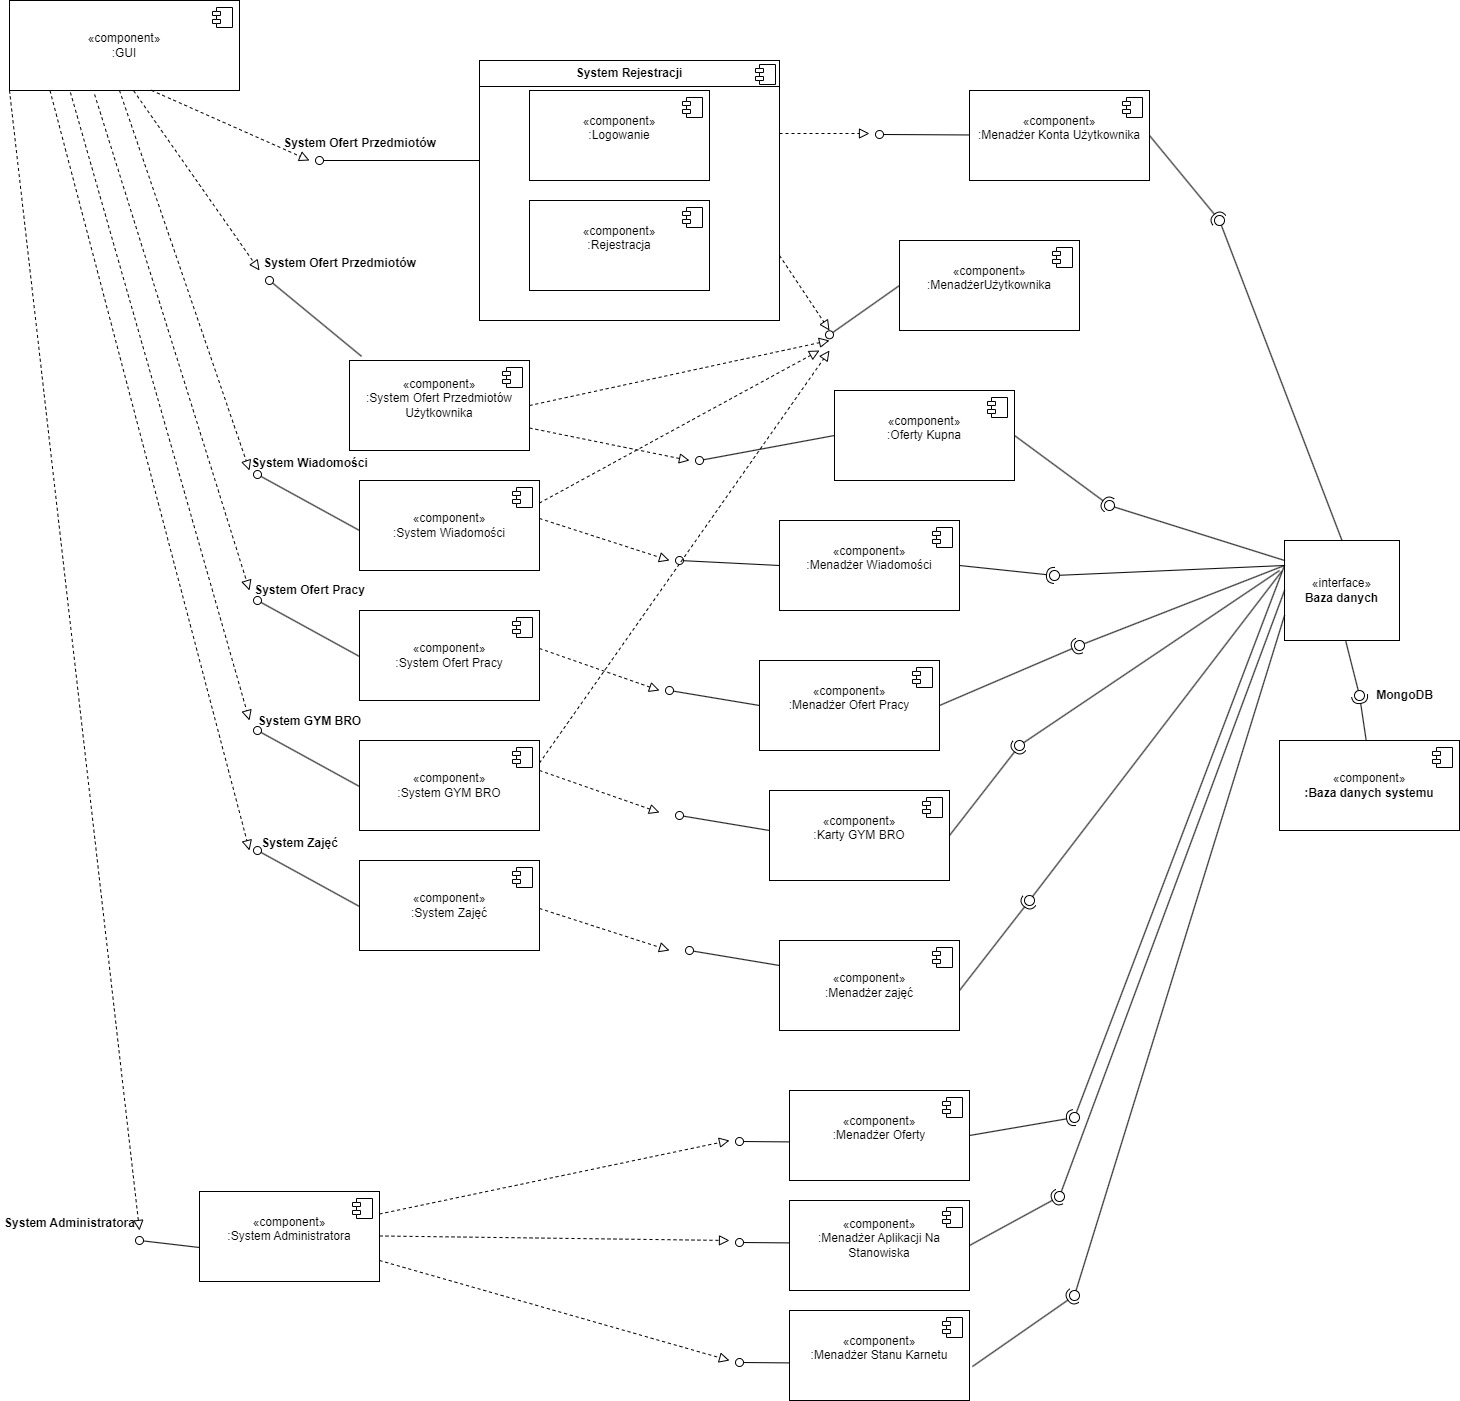 «component»
:GUI
System Rejestracji
«component»
:Logowanie
«component»
:Rejestracja
System Ofert Przedmiotów
«component»
:Menadżer Konta Użytkownika
System Ofert Przedmiotów
«component»
:MenadżerUżytkownika
«component»
:System Ofert Przedmiotów
Użytkownika
«component»
:Oferty Kupna
System Wiadomości
«component»
:System Wiadomości
«component»
:Menadżer Wiadomości
«interface»
Baza danych
System Ofert Pracy
«component»
:System Ofert Pracy
«component»
:Menadżer Ofert Pracy
MongoDB
System GYM BRO
«component»
:System GYM BRO
«component»
:Karty GYM BRO
«component»
:Baza danych systemu
System Zajęć
«component»
:System Zajęć
«component»
:Menadżer zajęć
«component»
:Menadżer Oferty
System Administratora
«component»
:System Administratora
«component»
:Menadżer Aplikacji Na
Stanowiska
«component»
:Menadżer Stanu Karnetu